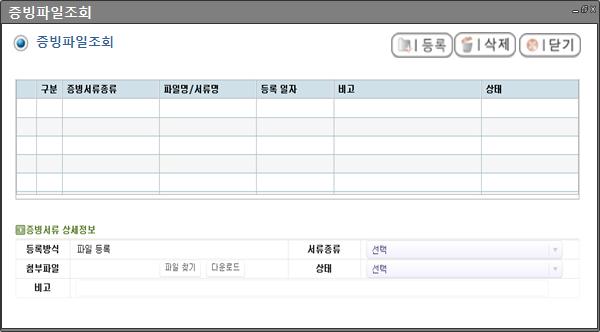 증빙파일조회
증빙파일조회
등록 삭제 닫기
구분 증빙서류종류 파일명/서류명 등록 일자 비고 상태
증빙서류 상세정보
등록방식 파일 등록 서류종류 선택
첨부파일 파일 찾기 다운로드 상태 선택
비고